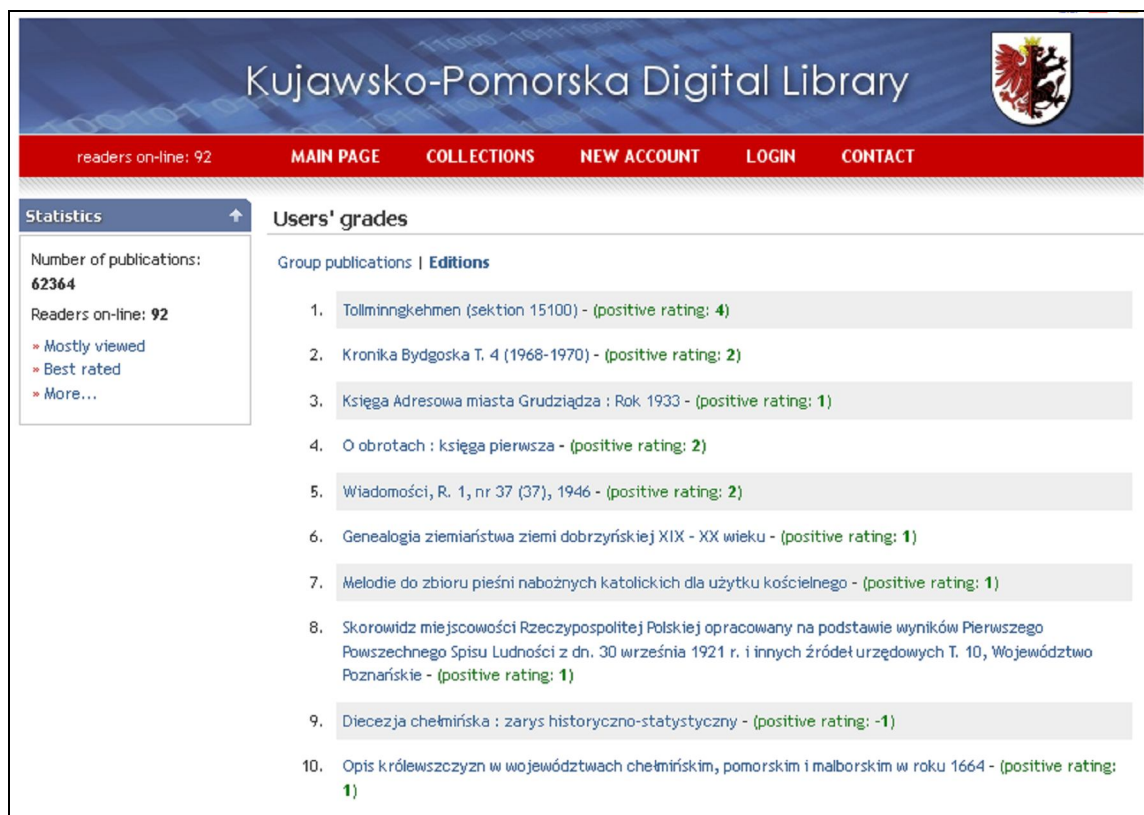 Kujawsko-Pomorska Digital Library
readers on-line: 92 MAIN PAGE COLLECTIONS NEW ACCOUNT LOGIN CONTACT
Statistics
Number of publications:
62364
Readers on-line: 92
» Mostly viewed
» Best rated
» More...
Users' grades
Group publications | Editions
1. Tollminngkehmen (sektion 15100) - (positive rating: 4)
2. Kronika Bydgoska T. 4 (1968-1970) - (positive rating: 2)
3. Księga Adresowa miasta Grudziądza : Rok 1933 - (positive rating: 1)
4. O obrotach : księga pierwsza - (positive rating: 2)
5. Wiadomości, R. 1, nr 37 (37), 1946 - (positive rating: 2)
6. Genealogia ziemiaństwa ziemi dobrzyńskiej XIX - XX wieku - (positive rating: 1)
7. Melodie do zbioru pieśni nabożnych katolickich dla użytku kościelnego - (positive rating: 1)
8. Skorowidz miejscowości Rzeczypospolitej Polskiej opracowany na podstawie wyników Pierwszego
Powszechnego Spisu Ludności z dn. 30 września 1921 r. i innych źródeł urzędowych T. 10, Województwo
Poznańskie - (positive rating: 1)
9. Diecezja chełmińska : zarys historyczno-statystyczny - (positive rating: -1)
10. Opis królewszczyzn w województwach chełmińskim, pomorskim i malborskim w roku 1664 - (positive rating:
1)